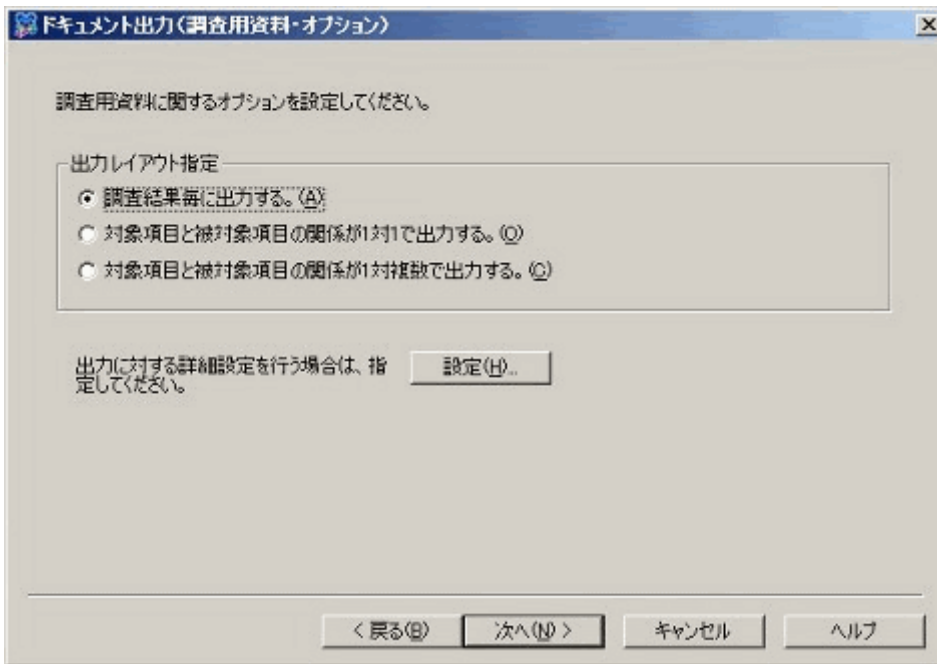 ドキュメント出力(調査用資料・オプション)
調査用資料に関するオプションを設定してください。
出力レイアウト指定
調査結果毎に出力する。(A)
対象項目と被対象項目の関係が1対1で出力する。(O)
対象項目と被対象項目の関係が1対複数で出力する。(C)
出力に対する詳細設定を行う場合は、指
定してください。
設定(H)...
< 戻る(B)
次へ(N) >
キャンセル
ヘルプ